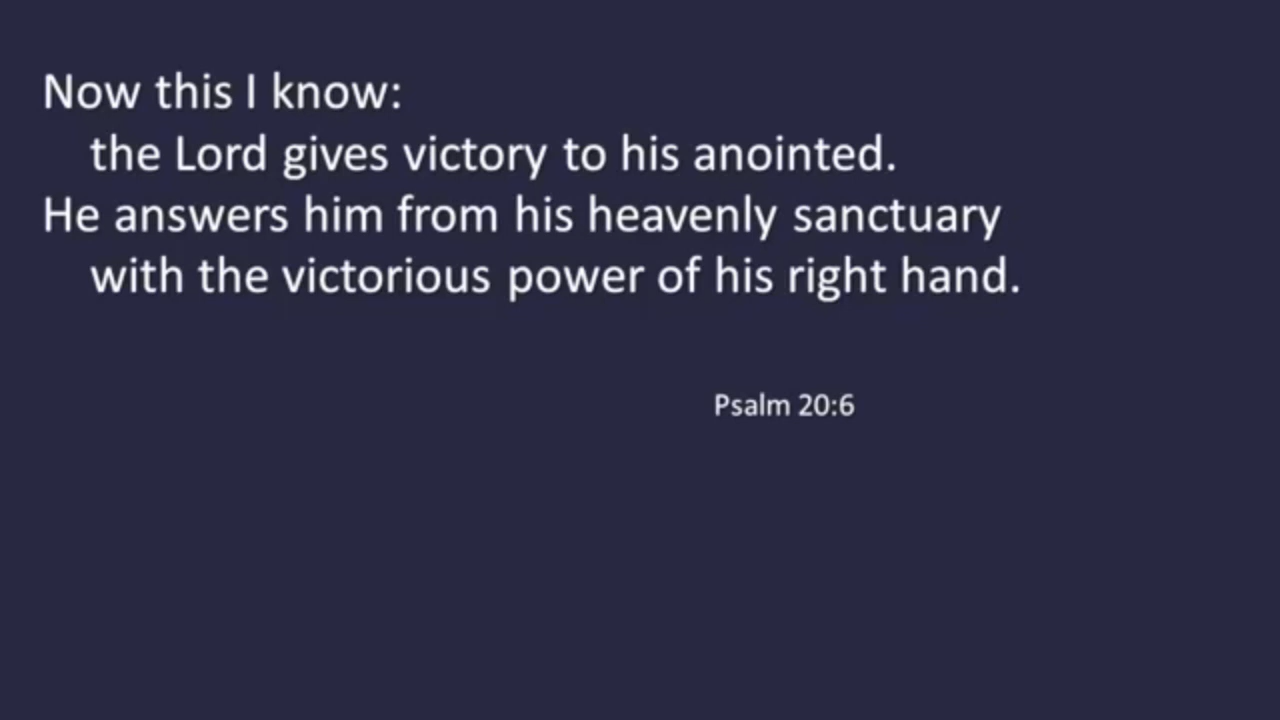 Now this I know:
the Lord gives victory to his anointed.
He answers him from his heavenly sanctuary
with the victorious power of his right hand.
Psalm 20:6